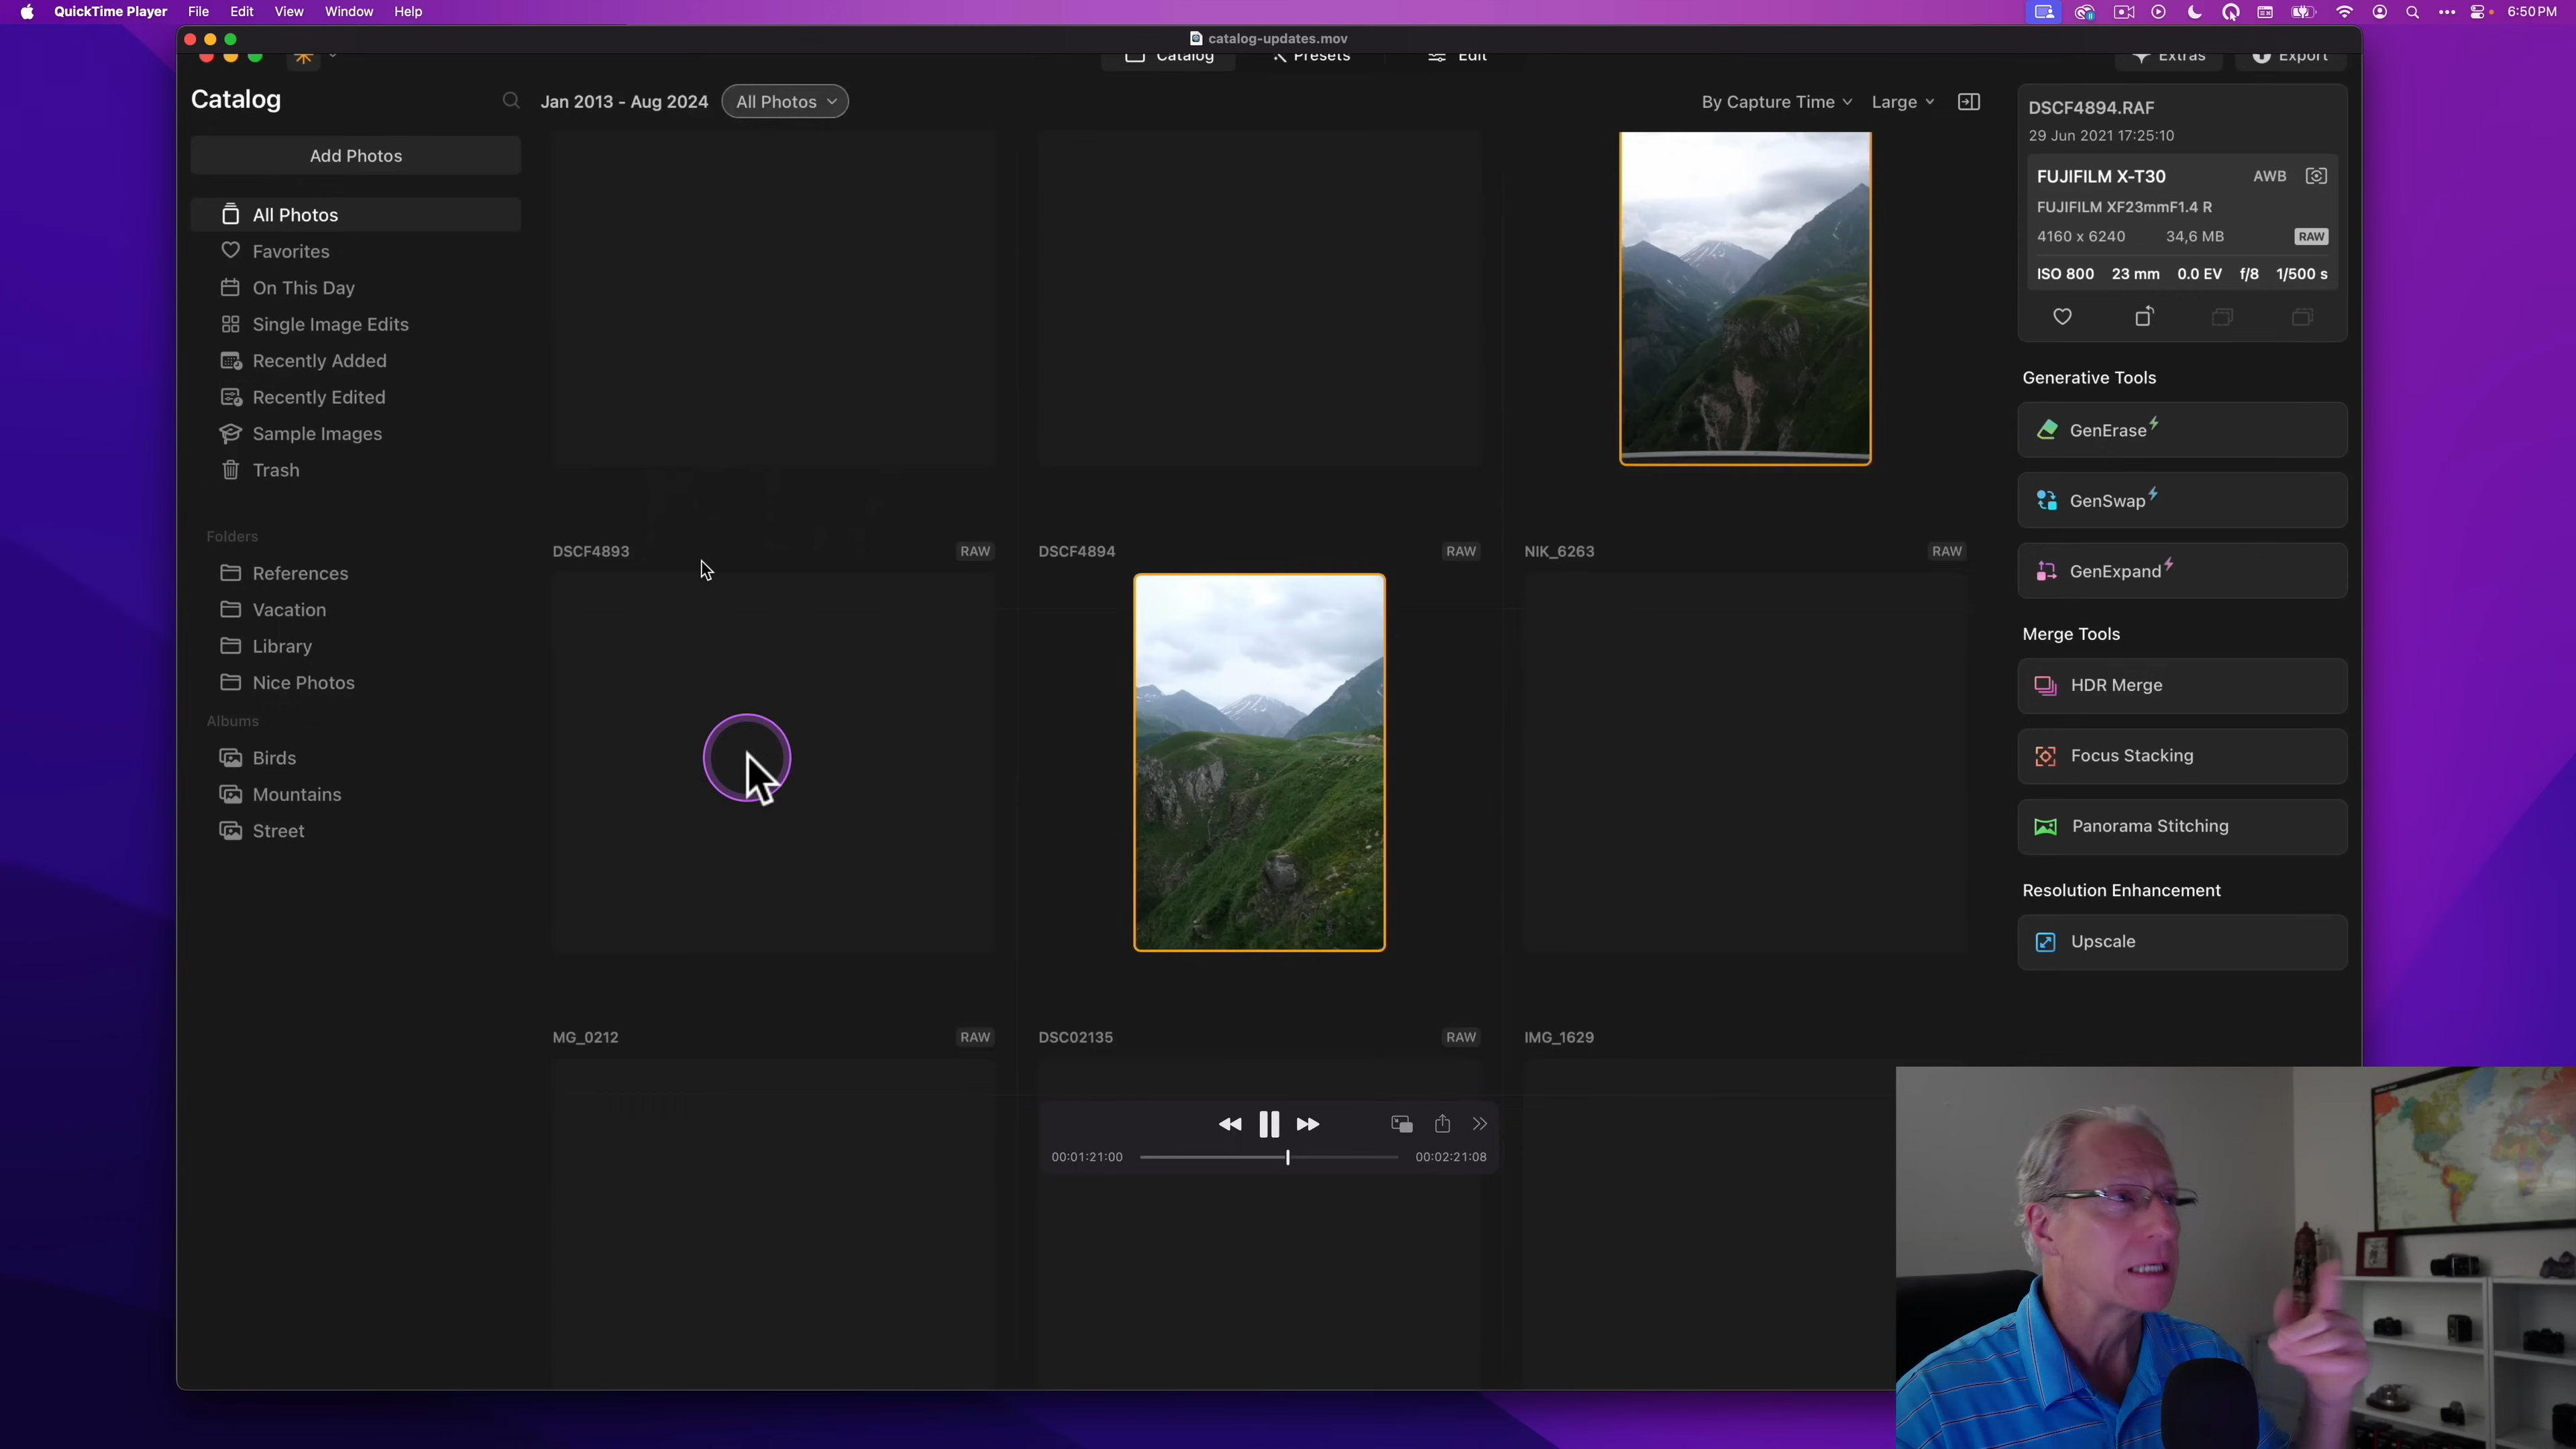 QuickTime Player File Edit View Window Help 6:50 PM
catalog-updates.mov
Catalog Presets Edit Extras Export
Catalog Jan 2013 - Aug 2024 All Photos By Capture Time Large
Add Photos
All Photos
Favorites
On This Day
Single Image Edits
Recently Added
Recently Edited
Sample Images
Trash
Folders
References
Vacation
Library
Nice Photos
Albums
Birds
Mountains
Street
DSCF4893 RAW DSCF4894 RAW NIK_6263 RAW
MG_0212 RAW DSC02135 RAW IMG_1629
00:01:21:00 00:02:21:08
DSCF4894.RAF
29 Jun 2021 17:25:10
FUJIFILM X-T30 AWB
FUJIFILM XF23mmF1.4 R
4160 x 6240 34,6 MB RAW
ISO 800 23 mm 0.0 EV f/8 1/500 s
Generative Tools
GenErase
GenSwap
GenExpand
Merge Tools
HDR Merge
Focus Stacking
Panorama Stitching
Resolution Enhancement
Upscale